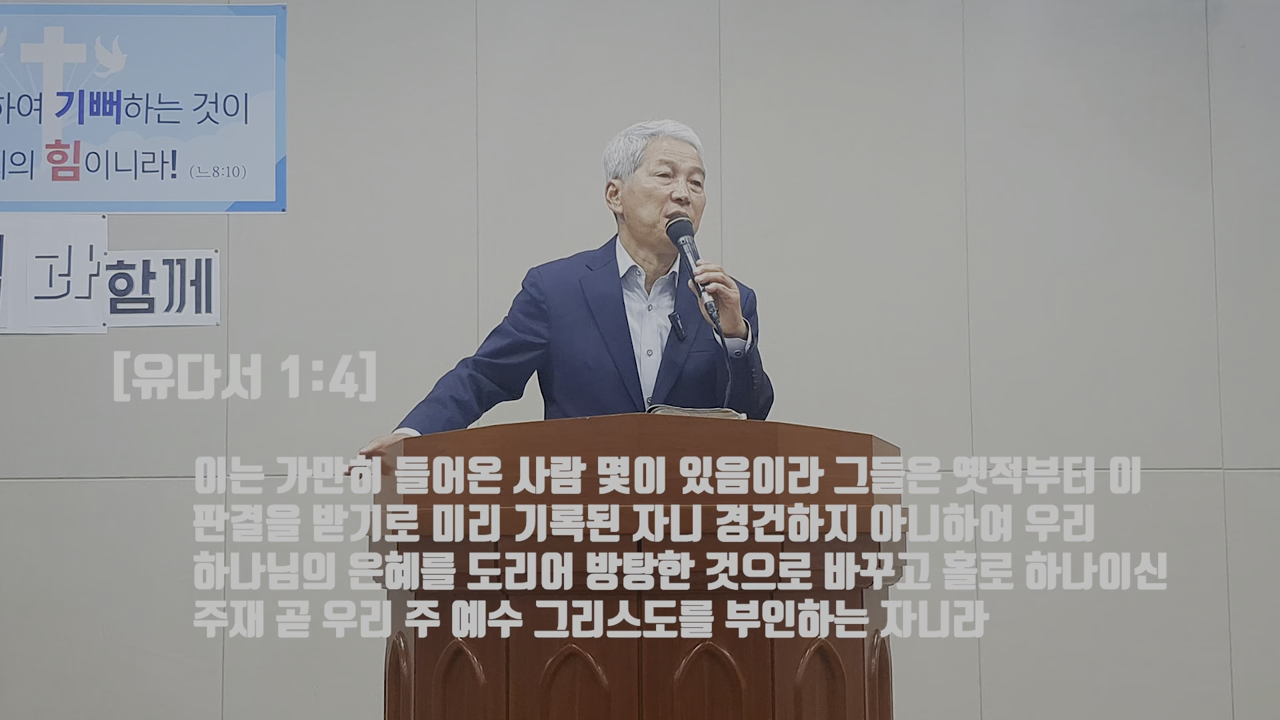 하여 기뻐하는 것이
의 힘이니라! (느8:10)
과 함께
[유다서 1:4]
이는 가만히 들어온 사람 몇이 있음이라 그들은 옛적부터 이
판결을 받기로 미리 기록된 자니 경건하지 아니하여 우리
하나님의 은혜를 도리어 방탕한 것으로 바꾸고 홀로 하나이신
주재 곧 우리 주 예수 그리스도를 부인하는 자니라